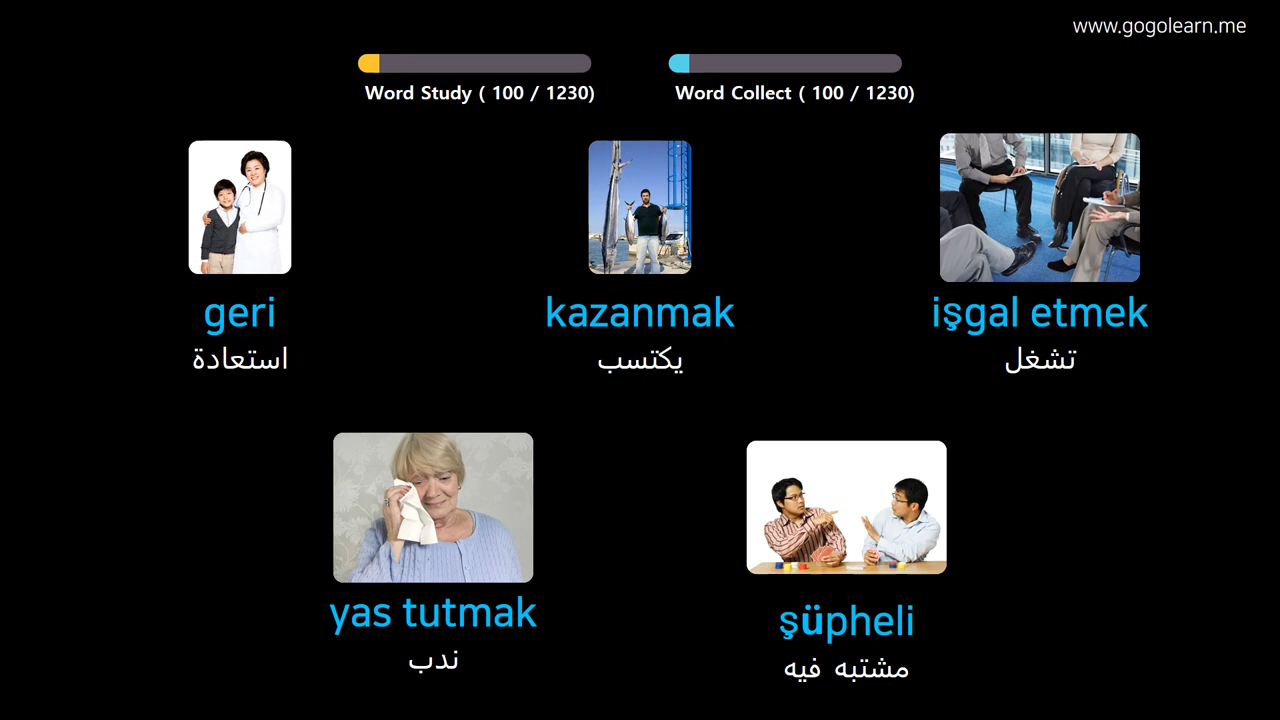 www.gogolearn.me
Word Study ( 100 / 1230)
Word Collect ( 100 / 1230)
geri
استعادة
kazanmak
يكتسب
işgal etmek
تشغل
yas tutmak
ندب
şüpheli
مشتبه فيه